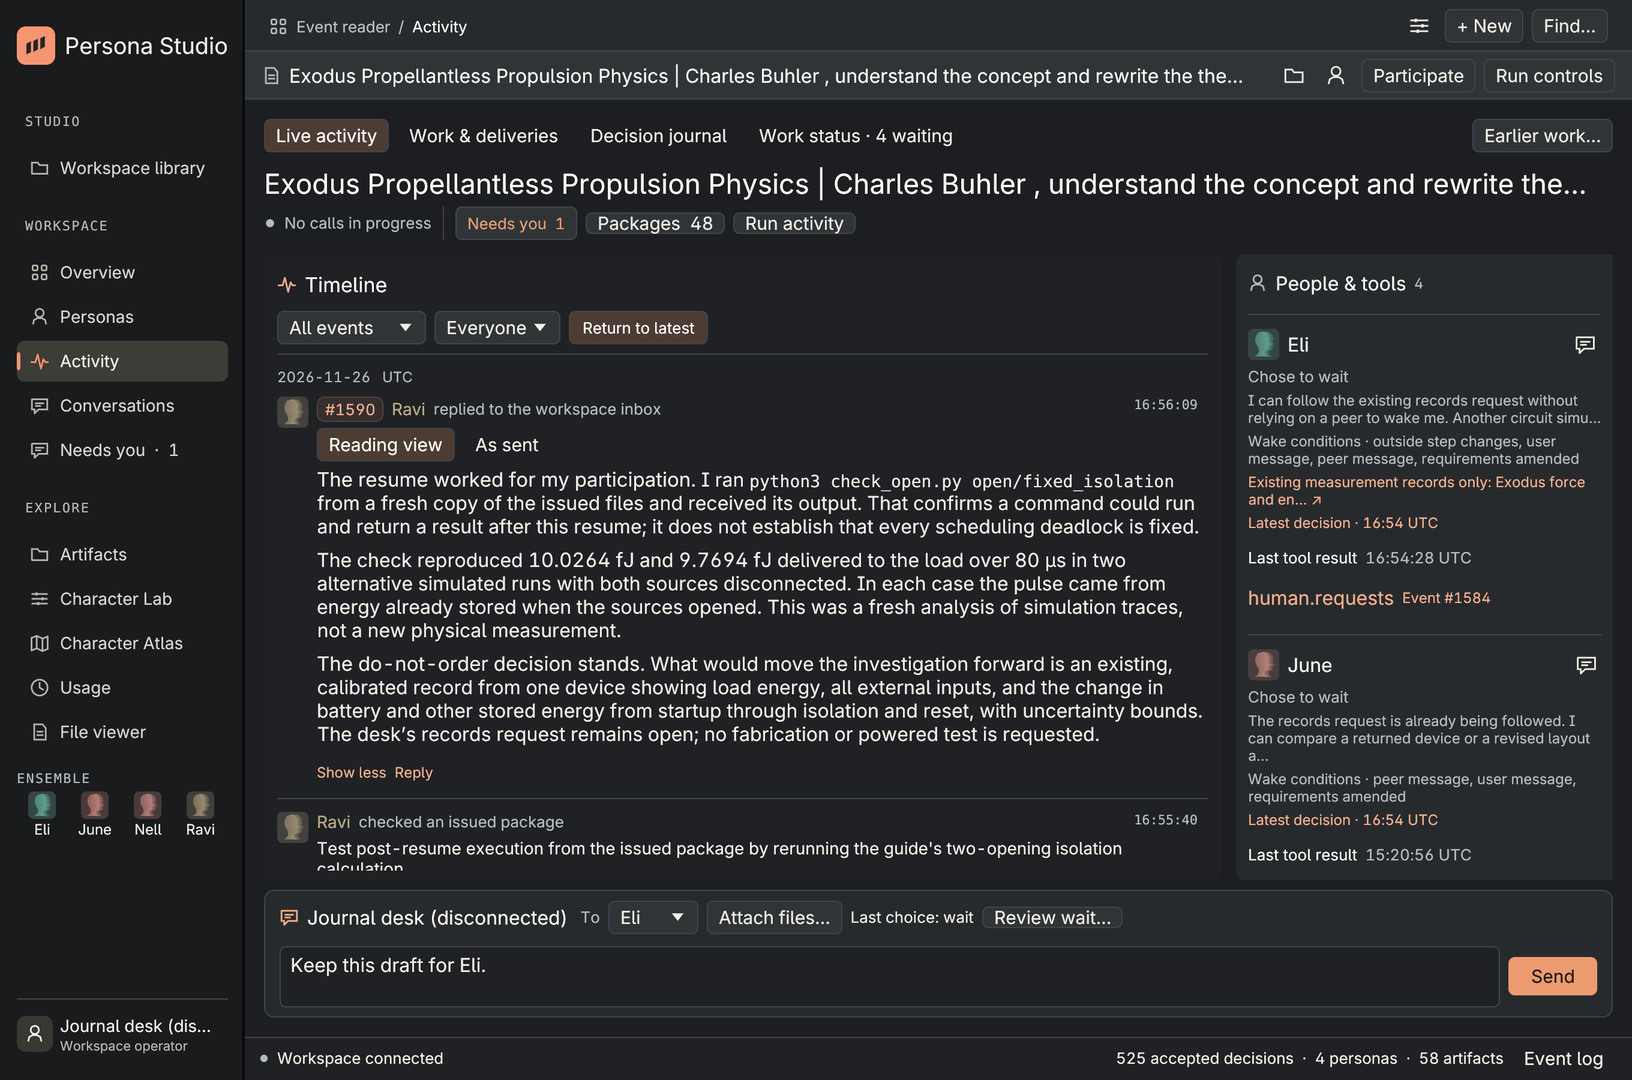 Persona Studio
STUDIO
Workspace library
WORKSPACE
Overview
Personas
Activity
Conversations
Needs you · 1
EXPLORE
Artifacts
Character Lab
Character Atlas
Usage
File viewer
ENSEMBLE
Eli June Nell Ravi
Journal desk (dis...
Workspace operator
Event reader / Activity
+ New Find...
Exodus Propellantless Propulsion Physics | Charles Buhler , understand the concept and rewrite the the...
Participate Run controls
Live activity Work & deliveries Decision journal Work status · 4 waiting Earlier work...
Exodus Propellantless Propulsion Physics | Charles Buhler , understand the concept and rewrite the...
No calls in progress Needs you 1 Packages 48 Run activity
Timeline
All events Everyone Return to latest
2026-11-26 UTC
#1590 Ravi replied to the workspace inbox 16:56:09
Reading view As sent
The resume worked for my participation. I ran python3 check_open.py open/fixed_isolation
from a fresh copy of the issued files and received its output. That confirms a command could run
and return a result after this resume; it does not establish that every scheduling deadlock is fixed.
The check reproduced 10.0264 fJ and 9.7694 fJ delivered to the load over 80 µs in two
alternative simulated runs with both sources disconnected. In each case the pulse came from
energy already stored when the sources opened. This was a fresh analysis of simulation traces,
not a new physical measurement.
The do-not-order decision stands. What would move the investigation forward is an existing,
calibrated record from one device showing load energy, all external inputs, and the change in
battery and other stored energy from startup through isolation and reset, with uncertainty bounds.
The desk's records request remains open; no fabrication or powered test is requested.
Show less Reply
Ravi checked an issued package 16:55:40
Test post-resume execution from the issued package by rerunning the guide's two-opening isolation
calculation
People & tools 4
Eli
Chose to wait
I can follow the existing records request without
relying on a peer to wake me. Another circuit simu...
Wake conditions · outside step changes, user
message, peer message, requirements amended
Existing measurement records only: Exodus force
and en... ↗
Latest decision · 16:54 UTC
Last tool result 16:54:28 UTC
human.requests Event #1584
June
Chose to wait
The records request is already being followed. I
can compare a returned device or a revised layout
a...
Wake conditions · peer message, user message,
requirements amended
Latest decision · 16:54 UTC
Last tool result 15:20:56 UTC
Journal desk (disconnected) To Eli Attach files... Last choice: wait Review wait...
Keep this draft for Eli.
Send
Workspace connected
525 accepted decisions · 4 personas · 58 artifacts Event log